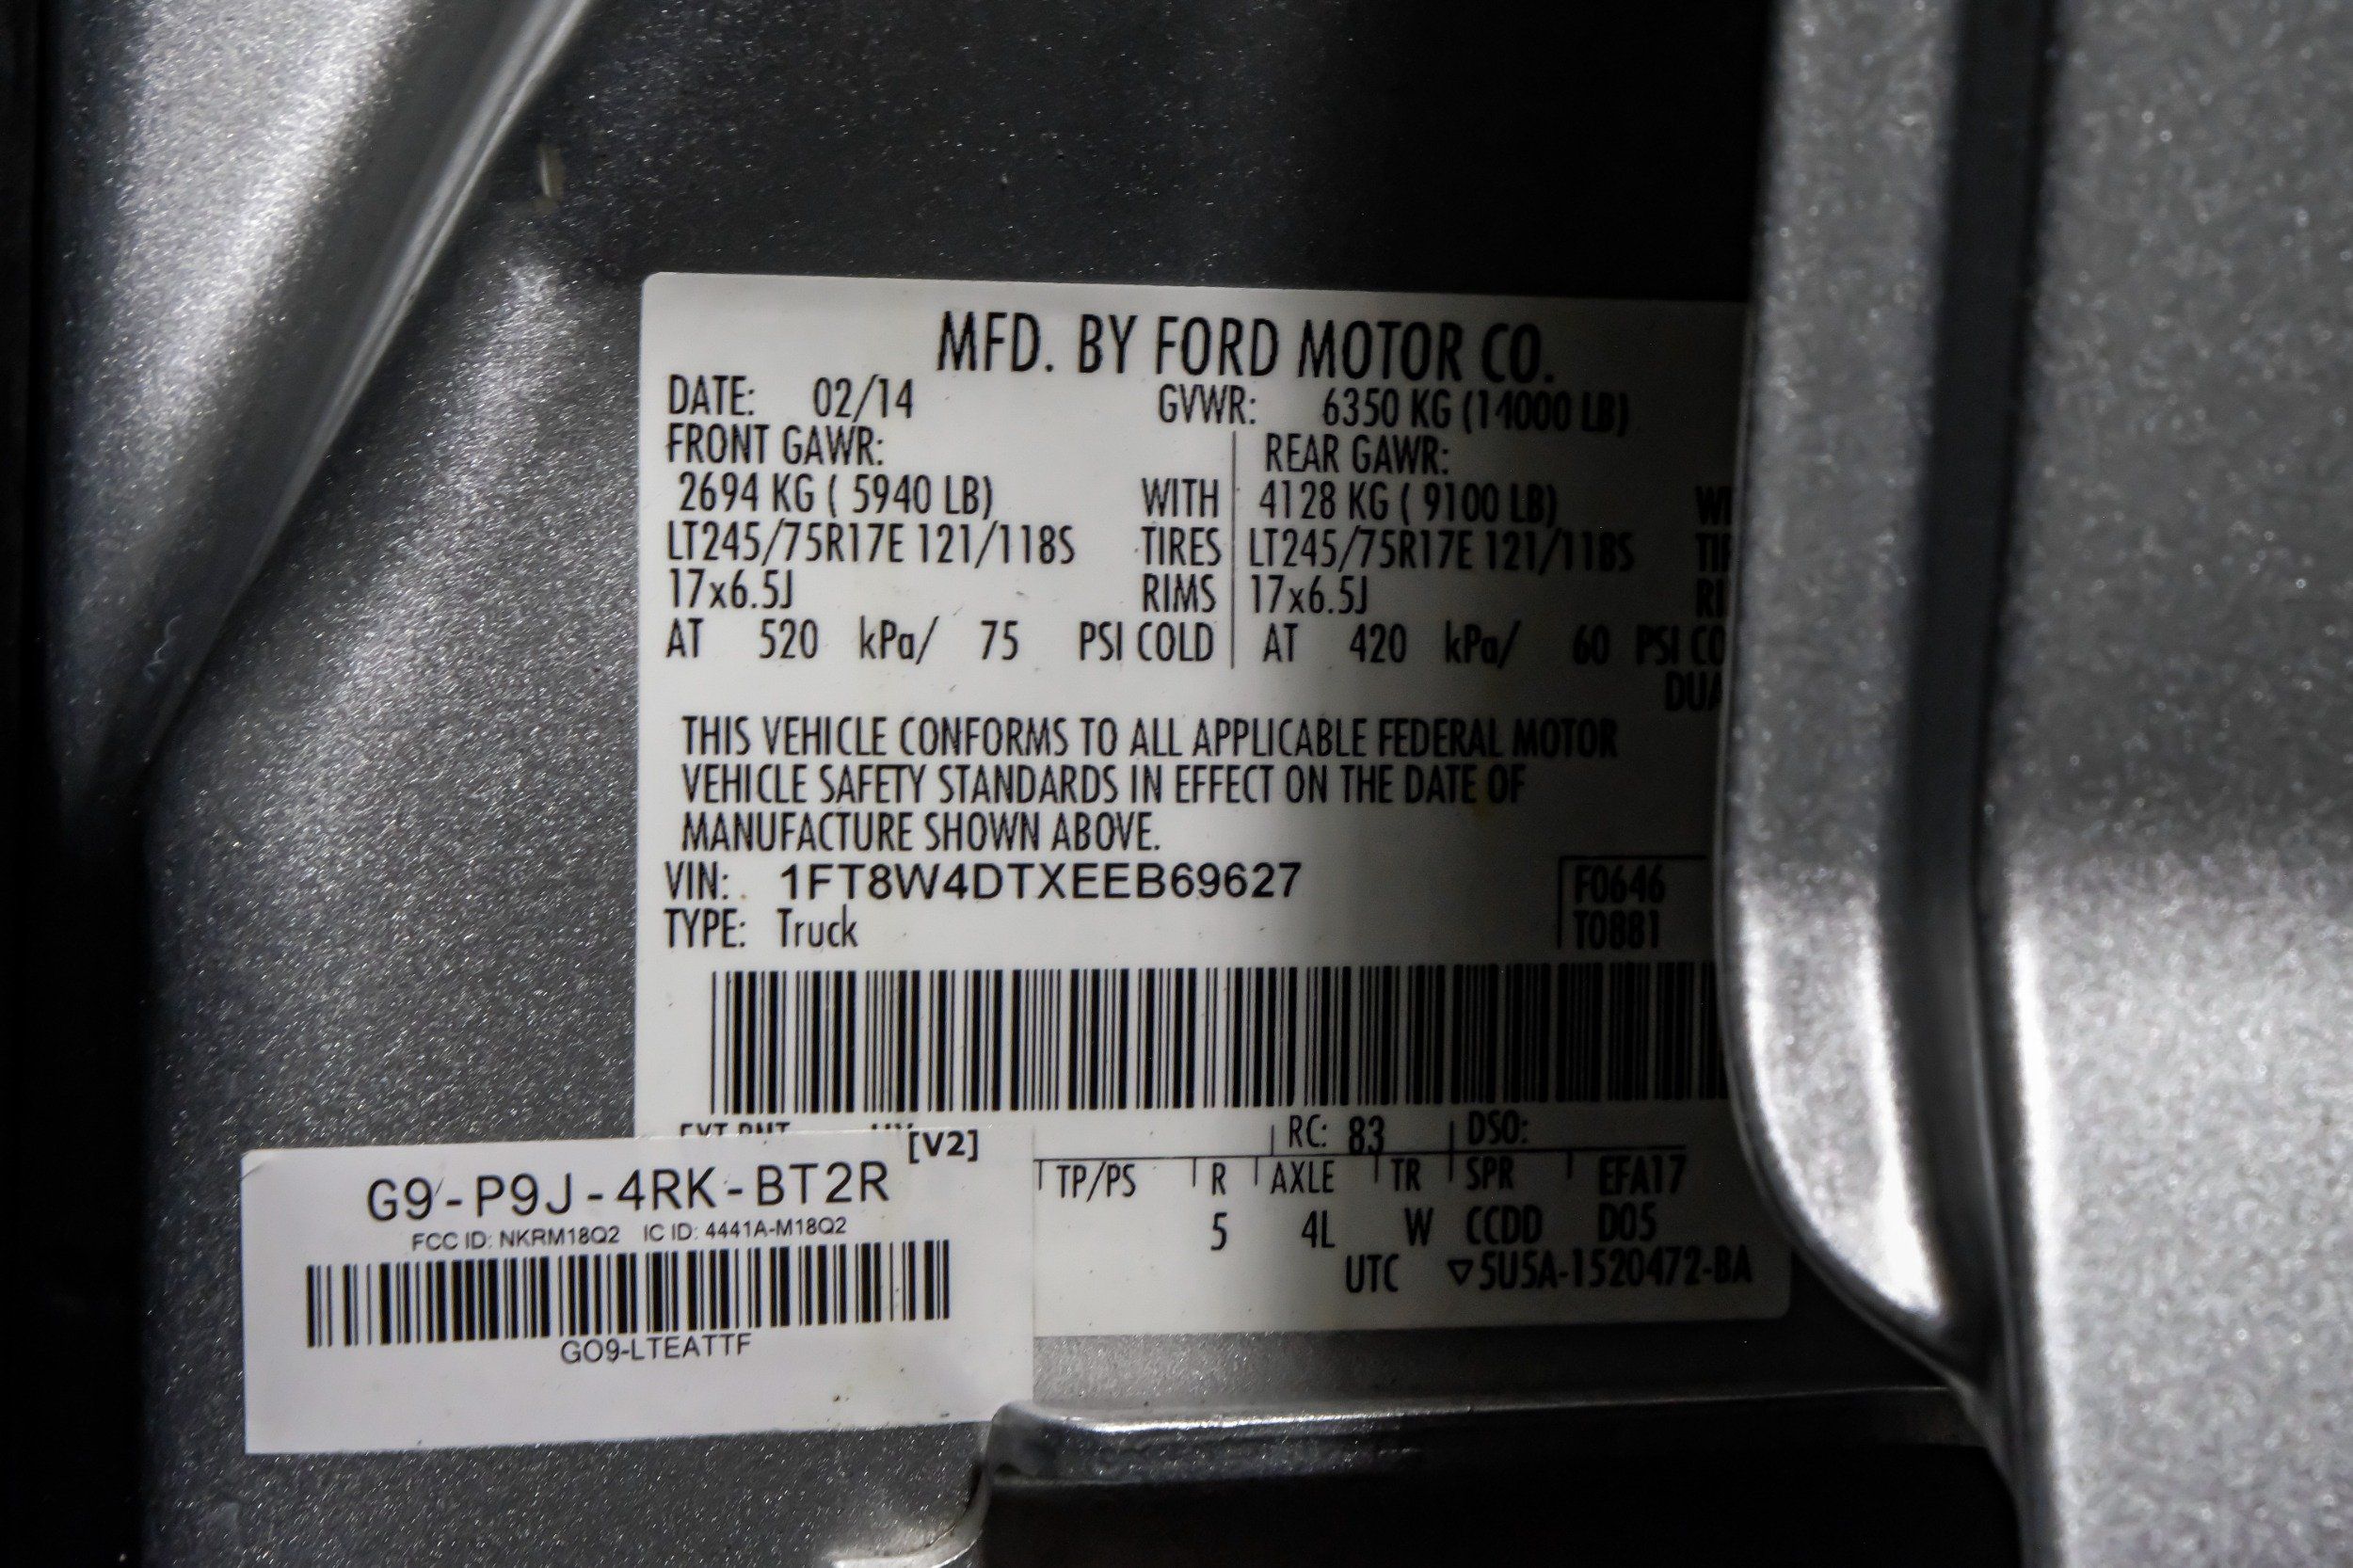 MFD. BY FORD MOTOR CO.
DATE: 02/14 GVWR: 6350 KG (14000 LB)
FRONT GAWR: REAR GAWR:
2694 KG ( 5940 LB) WITH 4128 KG ( 9100 LB)
LT245/75R17E 121/118S TIRES LT245/75R17E 121/118S
17x6.5J RIMS 17x6.5J
AT 520 kPa/ 75 PSI COLD AT 420 kPa/ 60 PSI CO
DUA
THIS VEHICLE CONFORMS TO ALL APPLICABLE FEDERAL MOTOR
VEHICLE SAFETY STANDARDS IN EFFECT ON THE DATE OF
MANUFACTURE SHOWN ABOVE.
VIN: 1FT8W4DTXEEB69627 F0646
TYPE: Truck T0881
EXT PNT RC: 83 DSO:
TP/PS R AXLE TR SPR EFA17
5 4L W CCDD D05
UTC ▽5U5A-1520472-BA
[V2]
G9-P9J-4RK-BT2R
FCC ID: NKRM18Q2 IC ID: 4441A-M18Q2
GO9-LTEATTF